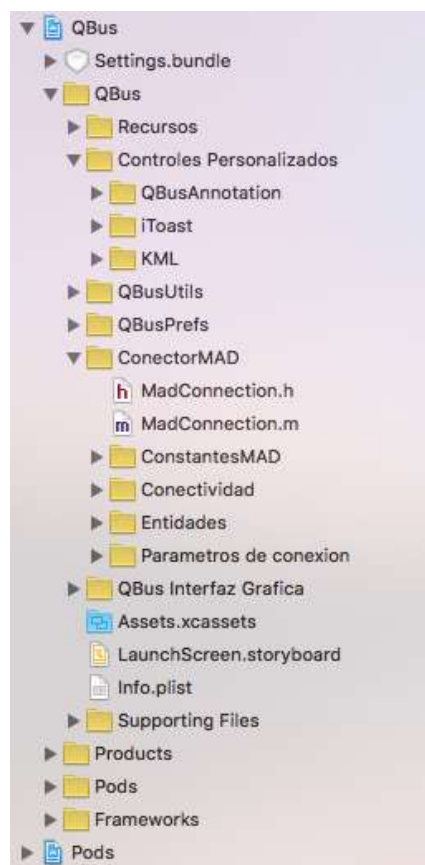 QBus
Settings.bundle
QBus
Recursos
Controles Personalizados
QBusAnnotation
iToast
KML
QBusUtils
QBusPrefs
ConectorMAD
h MadConnection.h
m MadConnection.m
ConstantesMAD
Conectividad
Entidades
Parametros de conexion
QBus Interfaz Grafica
Assets.xcassets
LaunchScreen.storyboard
Info.plist
Supporting Files
Products
Pods
Frameworks
Pods